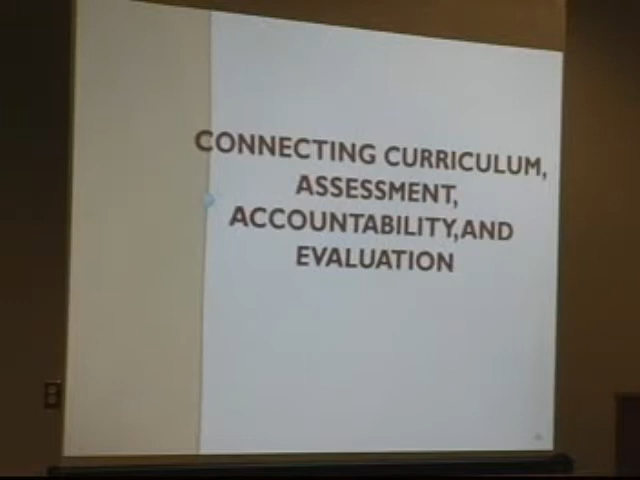 CONNECTING CURRICULUM,
ASSESSMENT,
ACCOUNTABILITY,AND
EVALUATION